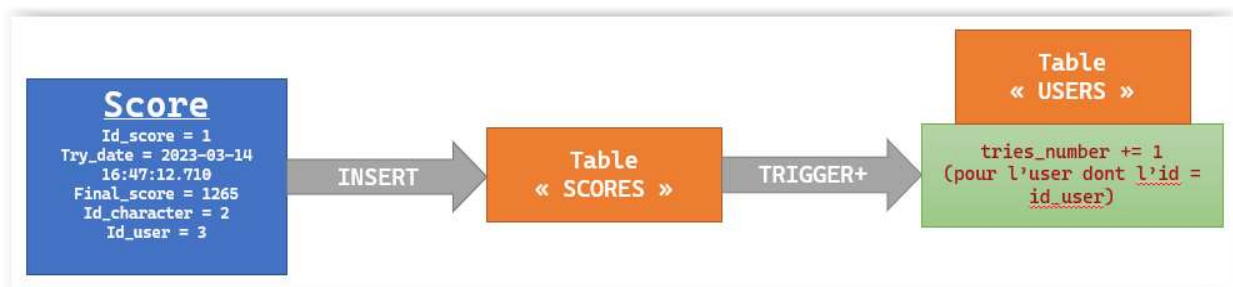 Score
Id_score = 1
Try_date = 2023-03-14
16:47:12.710
Final_score = 1265
Id_character = 2
Id_user = 3
INSERT
Table
« SCORES »
TRIGGER+
Table
« USERS »
tries_number += 1
(pour l’user dont l’id =
id_user)